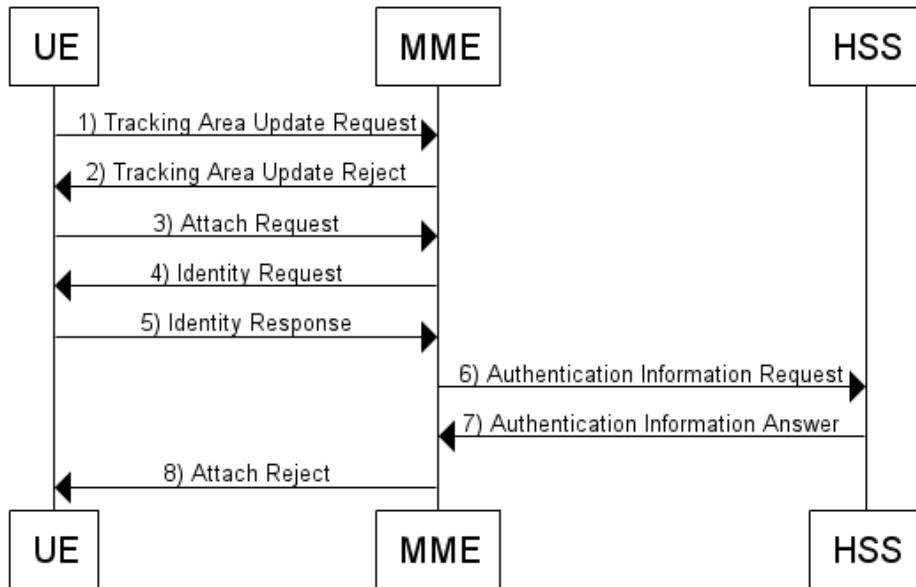 UE
MME
HSS
1) Tracking Area Update Request
2) Tracking Area Update Reject
3) Attach Request
4) Identity Request
5) Identity Response
6) Authentication Information Request
7) Authentication Information Answer
8) Attach Reject
UE
MME
HSS